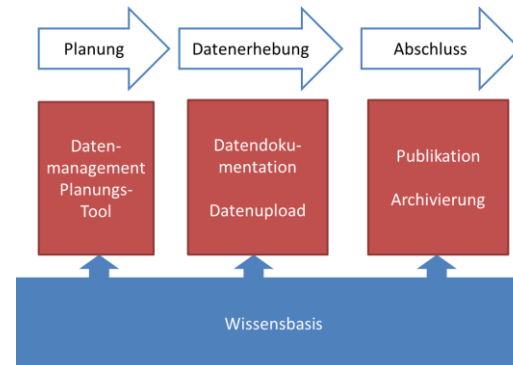 Planung
Datenerhebung
Abschluss
Daten-
management
Planungs-
Tool
Datendoku-
mentation
Datenupload
Publikation
Archivierung
Wissensbasis